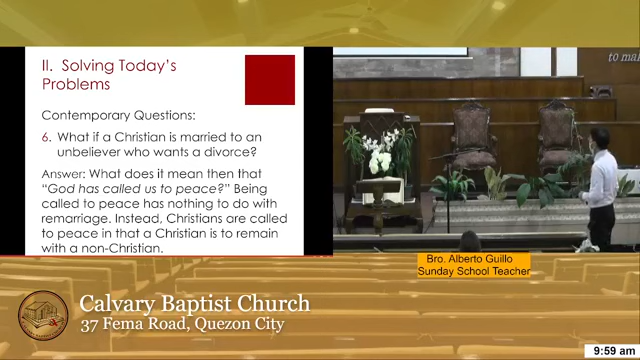 II. Solving Today's
Problems
Contemporary Questions:
6. What if a Christian is married to an
unbeliever who wants a divorce?
Answer: What does it mean then that
“God has called us to peace?” Being
called to peace has nothing to do with
remarriage. Instead, Christians are called
to peace in that a Christian is to remain
with a non-Christian.
to ma
Bro. Alberto Guillo
Sunday School Teacher
Calvary Baptist Church
37 Fema Road, Quezon City
9:59 am